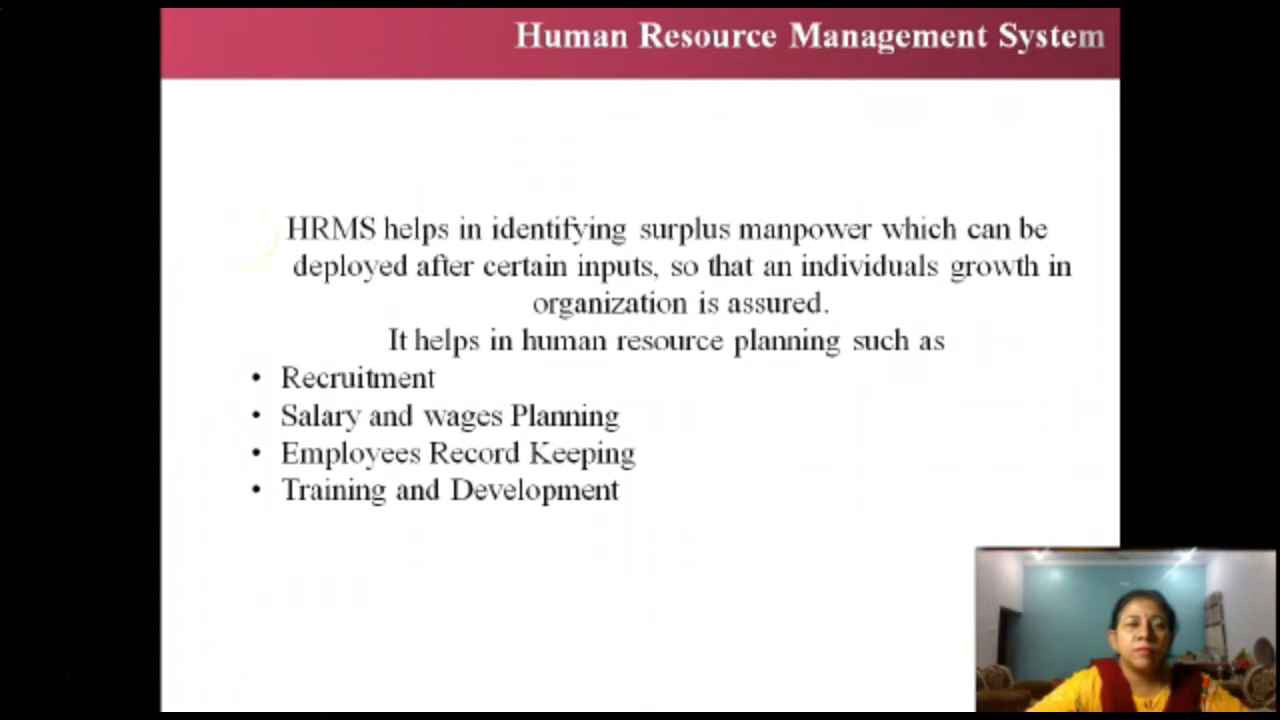 Human Resource Management System
HRMS helps in identifying surplus manpower which can be
deployed after certain inputs, so that an individuals growth in
organization is assured.
It helps in human resource planning such as
• Recruitment
• Salary and wages Planning
• Employees Record Keeping
• Training and Development